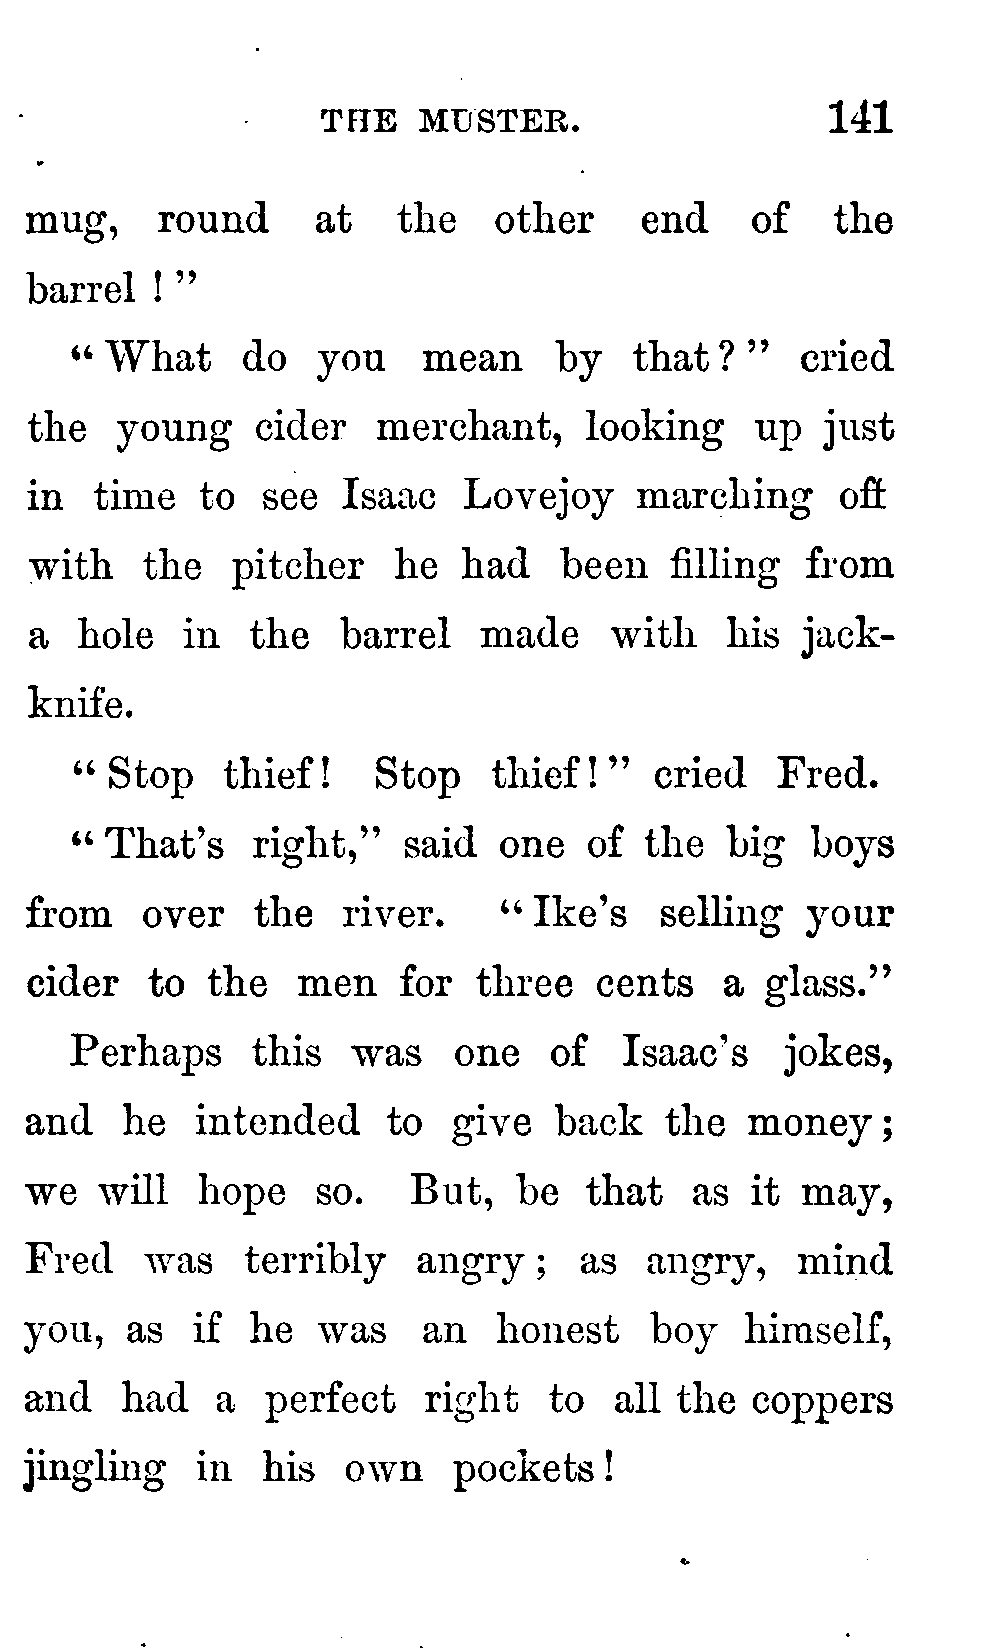 THE MUSTER. 141
mug, round at the other end of the
barrel!"
"What do you mean by that?" cried
the young cider merchant, looking up just
in time to see Isaac Lovejoy marching off
with the pitcher he had been filling from
a hole in the barrel made with his jack-
knife.
"Stop thief! Stop thief!" cried Fred.
"That's right," said one of the big boys
from over the river. "Ike's selling your
cider to the men for three cents a glass."
Perhaps this was one of Isaac's jokes,
and he intended to give back the money;
we will hope so. But, be that as it may,
Fred was terribly angry; as angry, mind
you, as if he was an honest boy himself,
and had a perfect right to all the coppers
jingling in his own pockets!